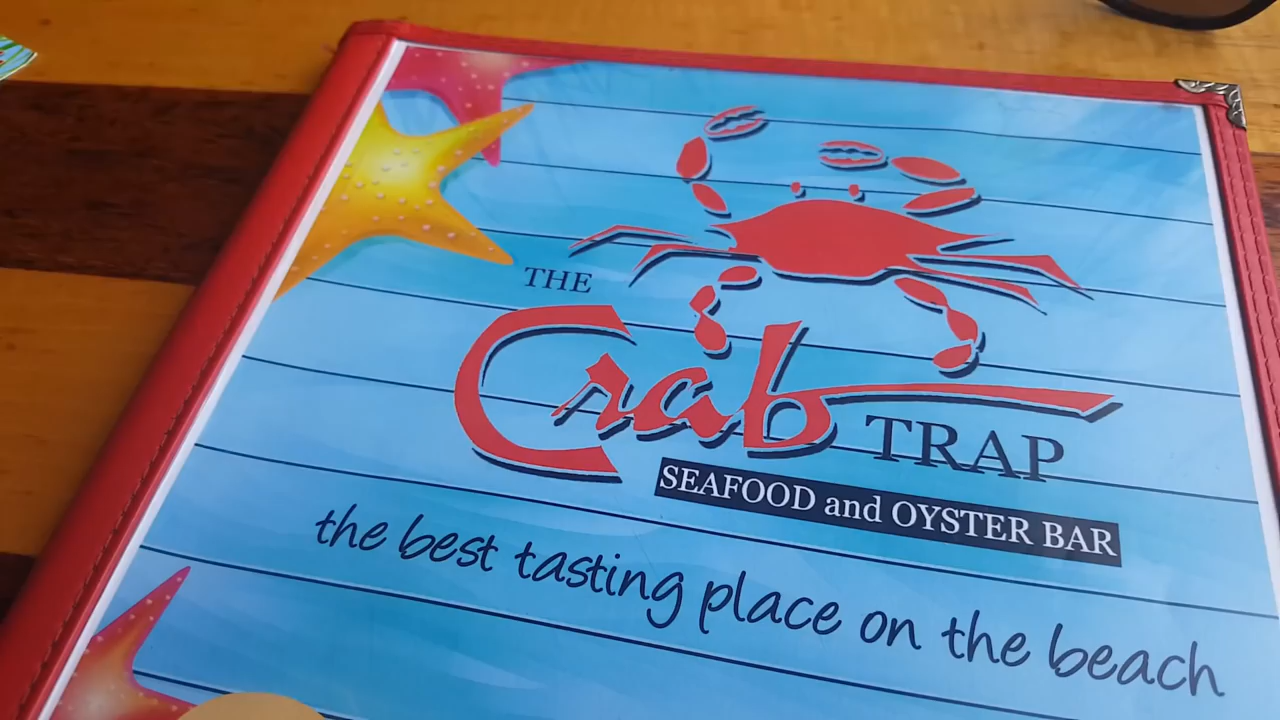 THE
Crab TRAP
SEAFOOD and OYSTER BAR
the best tasting place on the beach